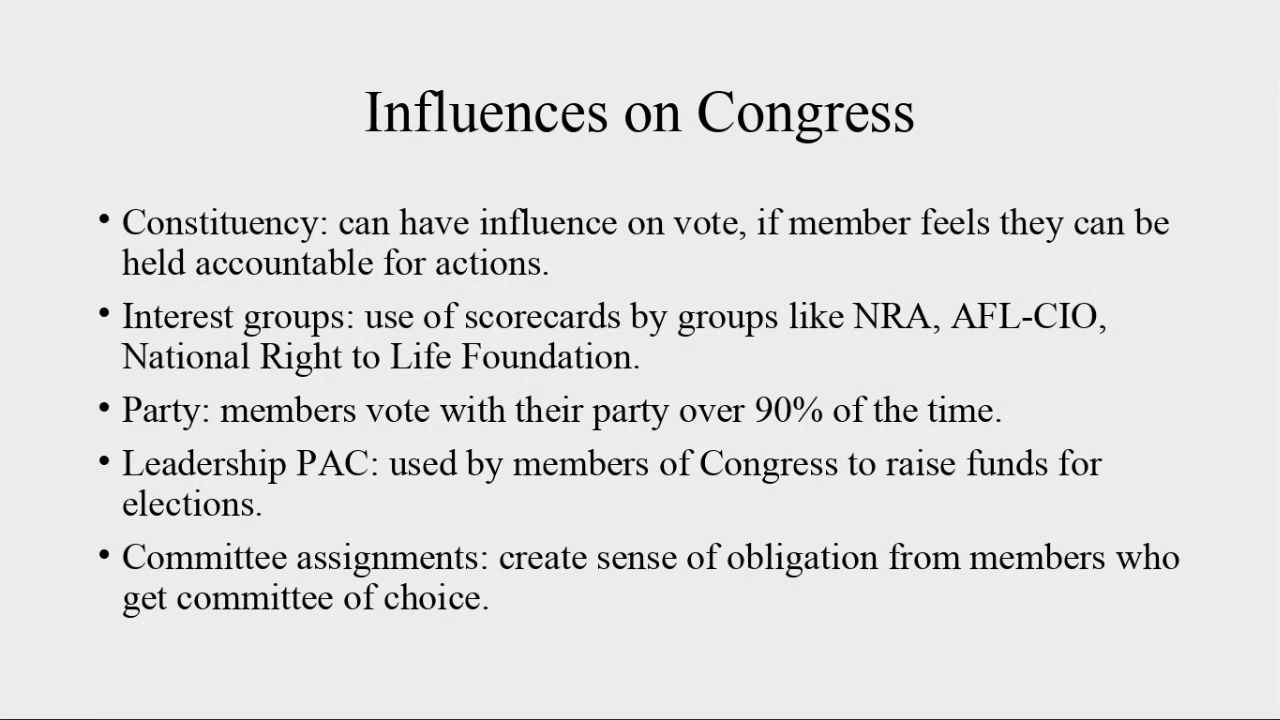 Influences on Congress
• Constituency: can have influence on vote, if member feels they can be
held accountable for actions.
• Interest groups: use of scorecards by groups like NRA, AFL-CIO,
National Right to Life Foundation.
• Party: members vote with their party over 90% of the time.
• Leadership PAC: used by members of Congress to raise funds for
elections.
• Committee assignments: create sense of obligation from members who
get committee of choice.